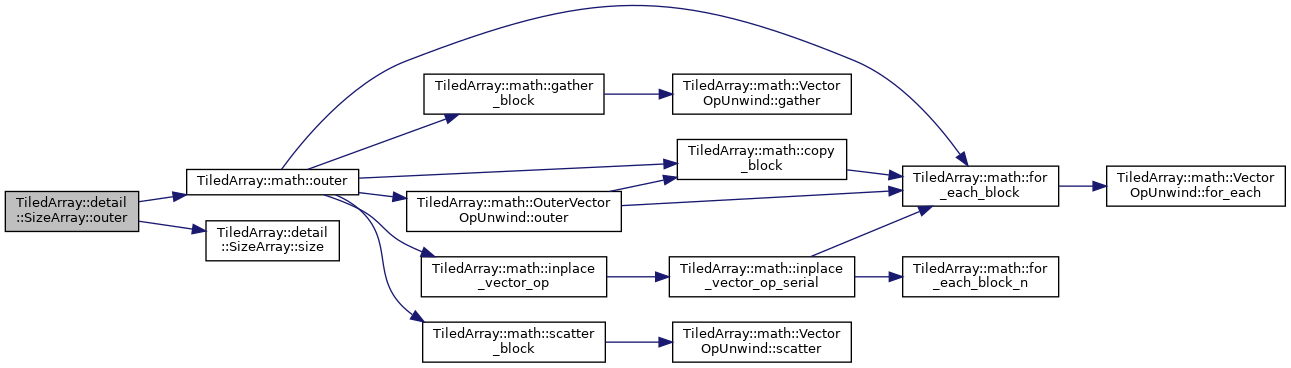 TiledArray::detail
::SizeArray::outer
TiledArray::math::outer
TiledArray::detail
::SizeArray::size
TiledArray::math::gather
_block
TiledArray::math::OuterVector
OpUnwind::outer
TiledArray::math::inplace
_vector_op
TiledArray::math::scatter
_block
TiledArray::math::Vector
OpUnwind::gather
TiledArray::math::copy
_block
TiledArray::math::inplace
_vector_op_serial
TiledArray::math::Vector
OpUnwind::scatter
TiledArray::math::for
_each_block
TiledArray::math::for
_each_block_n
TiledArray::math::Vector
OpUnwind::for_each